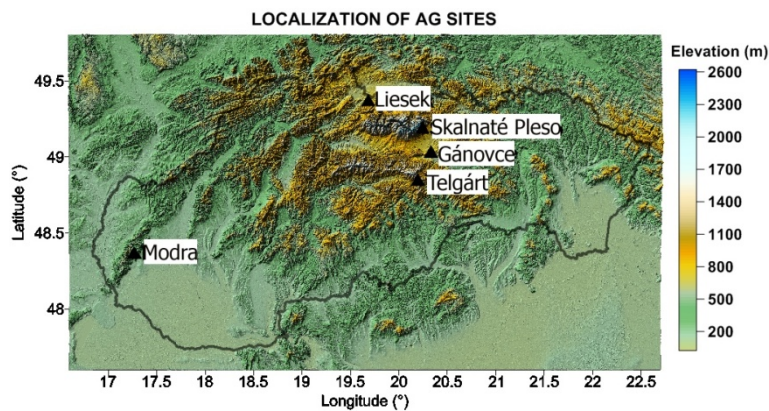 LOCALIZATION OF AG SITES
Elevation (m)
2600
2300
2000
1700
1400
1100
800
500
200
49.5
49
48.5
48
Latitude (°)
Liesek
Skalnaté Pleso
Gánovce
Telgárt
Modra
17 17.5 18 18.5 19 19.5 20 20.5 21 21.5 22 22.5
Longitude (°)